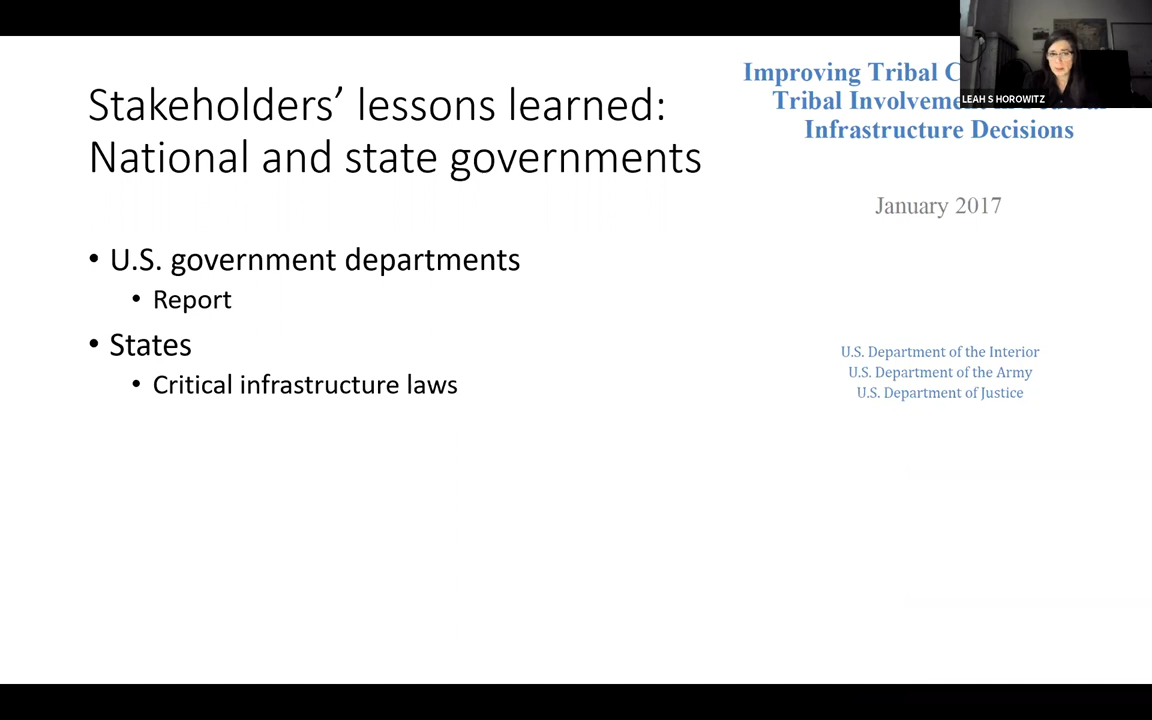 Stakeholders’ lessons learned:
National and state governments
• U.S. government departments
• Report
• States
• Critical infrastructure laws
Improving Tribal
Tribal
Infrastructure Decisions
January 2017
U.S. Department of the Interior
U.S. Department of the Army
U.S. Department of Justice
LEAH S HOROWITZ